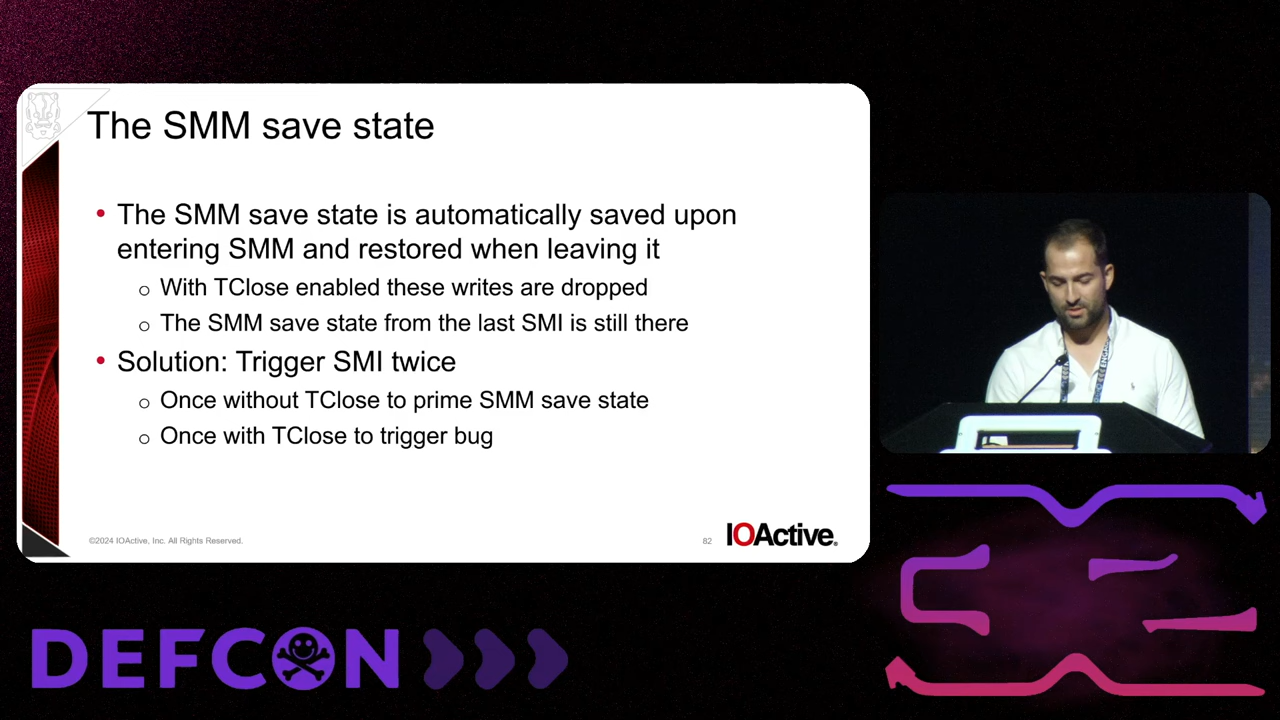 The SMM save state
• The SMM save state is automatically saved upon
entering SMM and restored when leaving it
o With TClose enabled these writes are dropped
o The SMM save state from the last SMI is still there
• Solution: Trigger SMI twice
o Once without TClose to prime SMM save state
o Once with TClose to trigger bug
©2024 IOActive, Inc. All Rights Reserved.
82
IOActive.
DEFCON